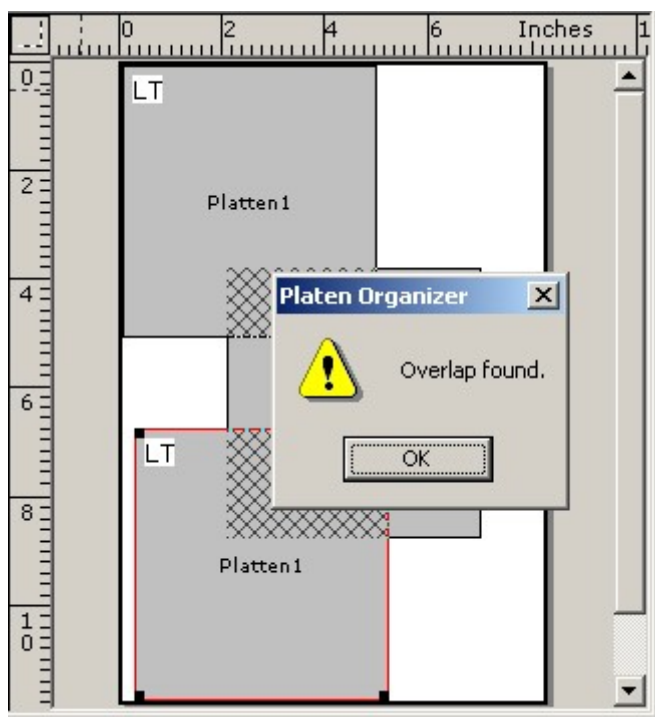 0 2 4 6 Inches 1
0
LT
2
Platten1
4
Platen Organizer
Overlap found.
6
LT
OK
8
Platten1
10